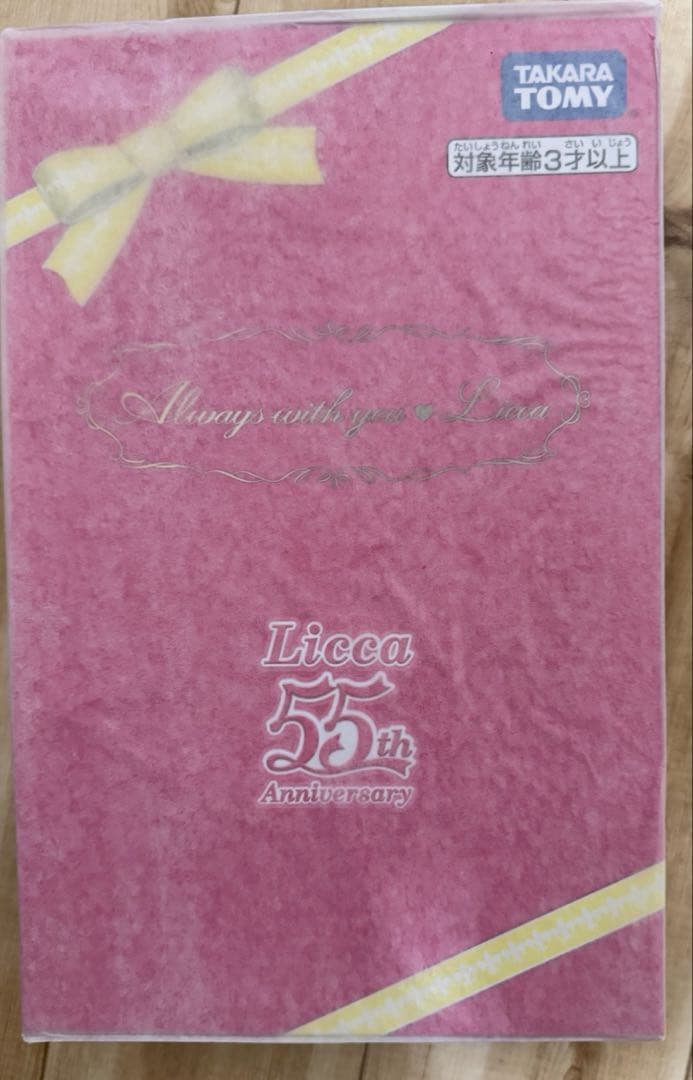 TAKARA
TOMY
たいしょうねんれい さいいじょう
対象年齢3才以上
Always with you ♥ Licca
Licca
55th
Anniversary